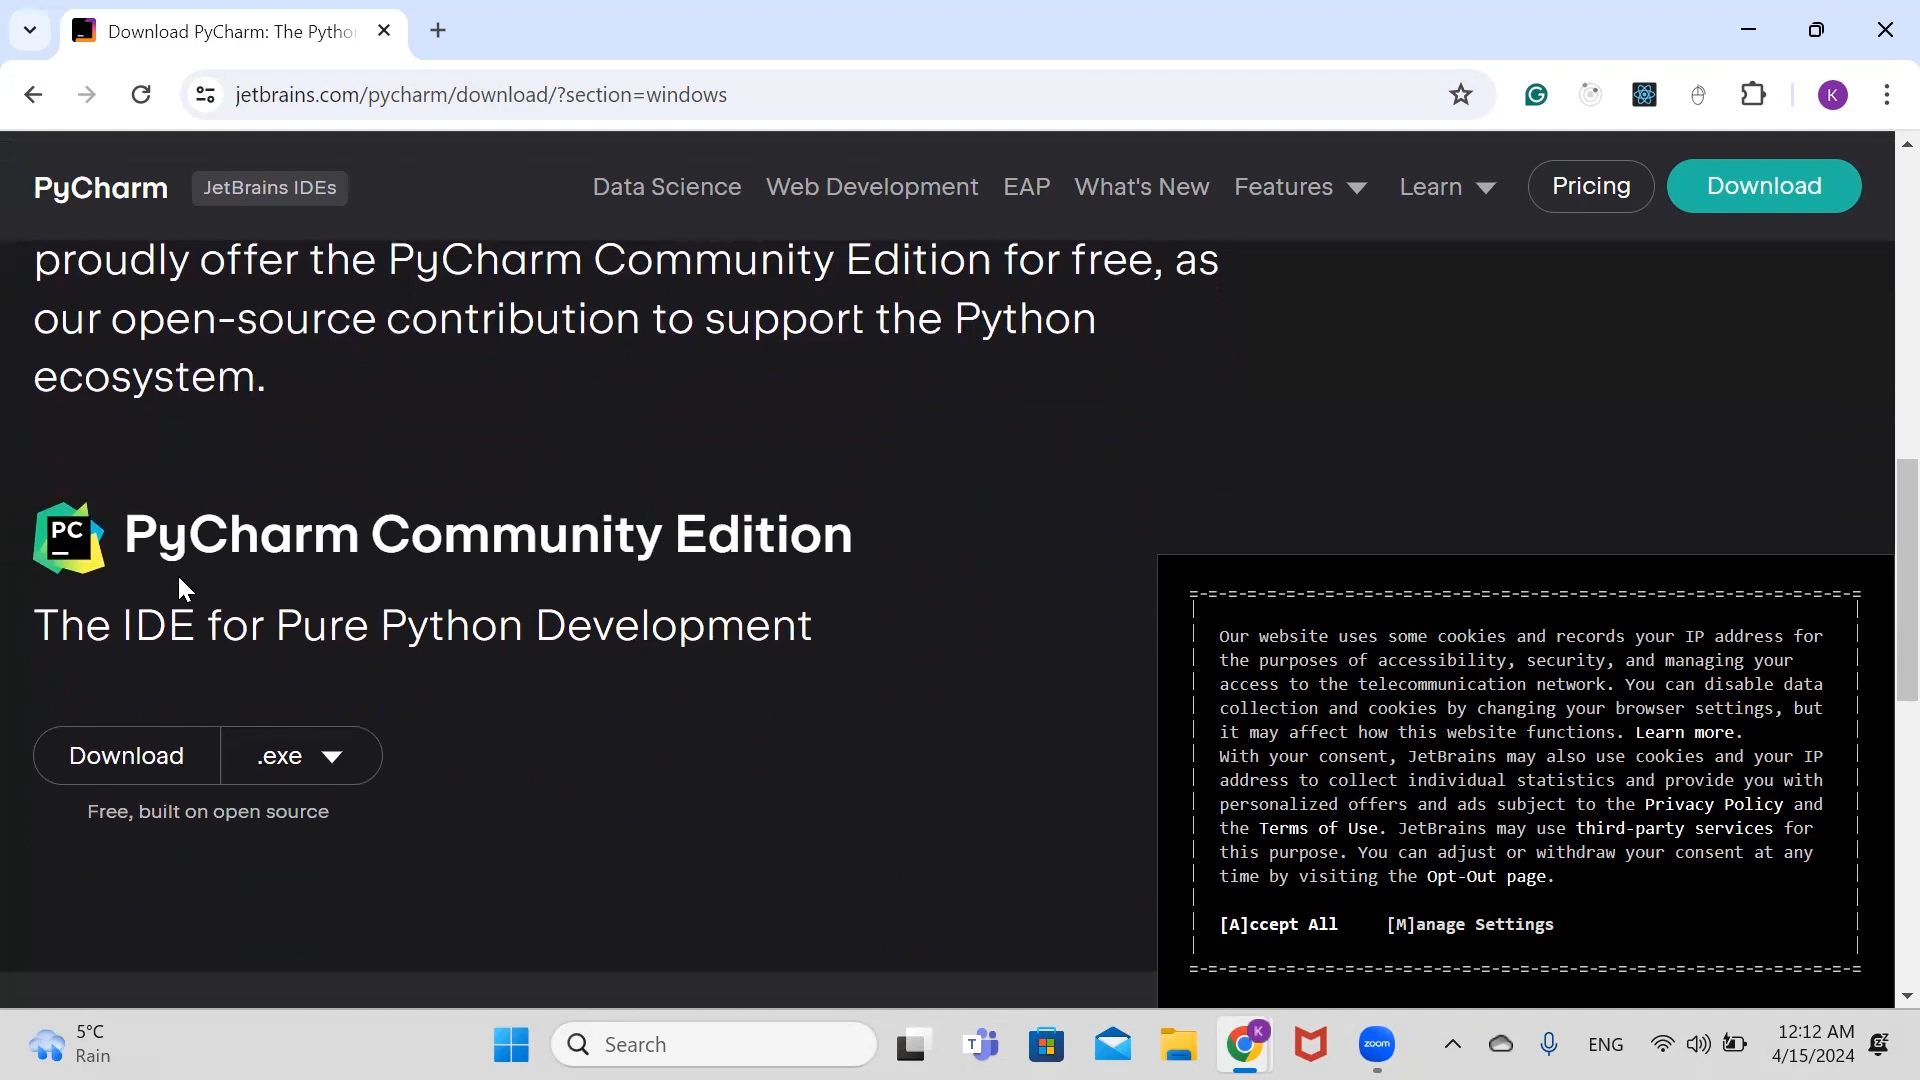 Download PyCharm: The Pytho
jetbrains.com/pycharm/download/?section=windows
K
PyCharm
JetBrains IDEs
Data Science
Web Development
EAP
What's New
Features
Learn
Pricing
Download
proudly offer the PyCharm Community Edition for free, as
our open-source contribution to support the Python
ecosystem.
PC
PyCharm Community Edition
The IDE for Pure Python Development
Download
.exe
Free, built on open source
Our website uses some cookies and records your IP address for
the purposes of accessibility, security, and managing your
access to the telecommunication network. You can disable data
collection and cookies by changing your browser settings, but
it may affect how this website functions. Learn more.
With your consent, JetBrains may also use cookies and your IP
address to collect individual statistics and provide you with
personalized offers and ads subject to the Privacy Policy and
the Terms of Use. JetBrains may use third-party services for
this purpose. You can adjust or withdraw your consent at any
time by visiting the Opt-Out page.
[A]ccept All
[M]anage Settings
5°C
Rain
Search
T
K
zoom
ENG
12:12 AM
4/15/2024